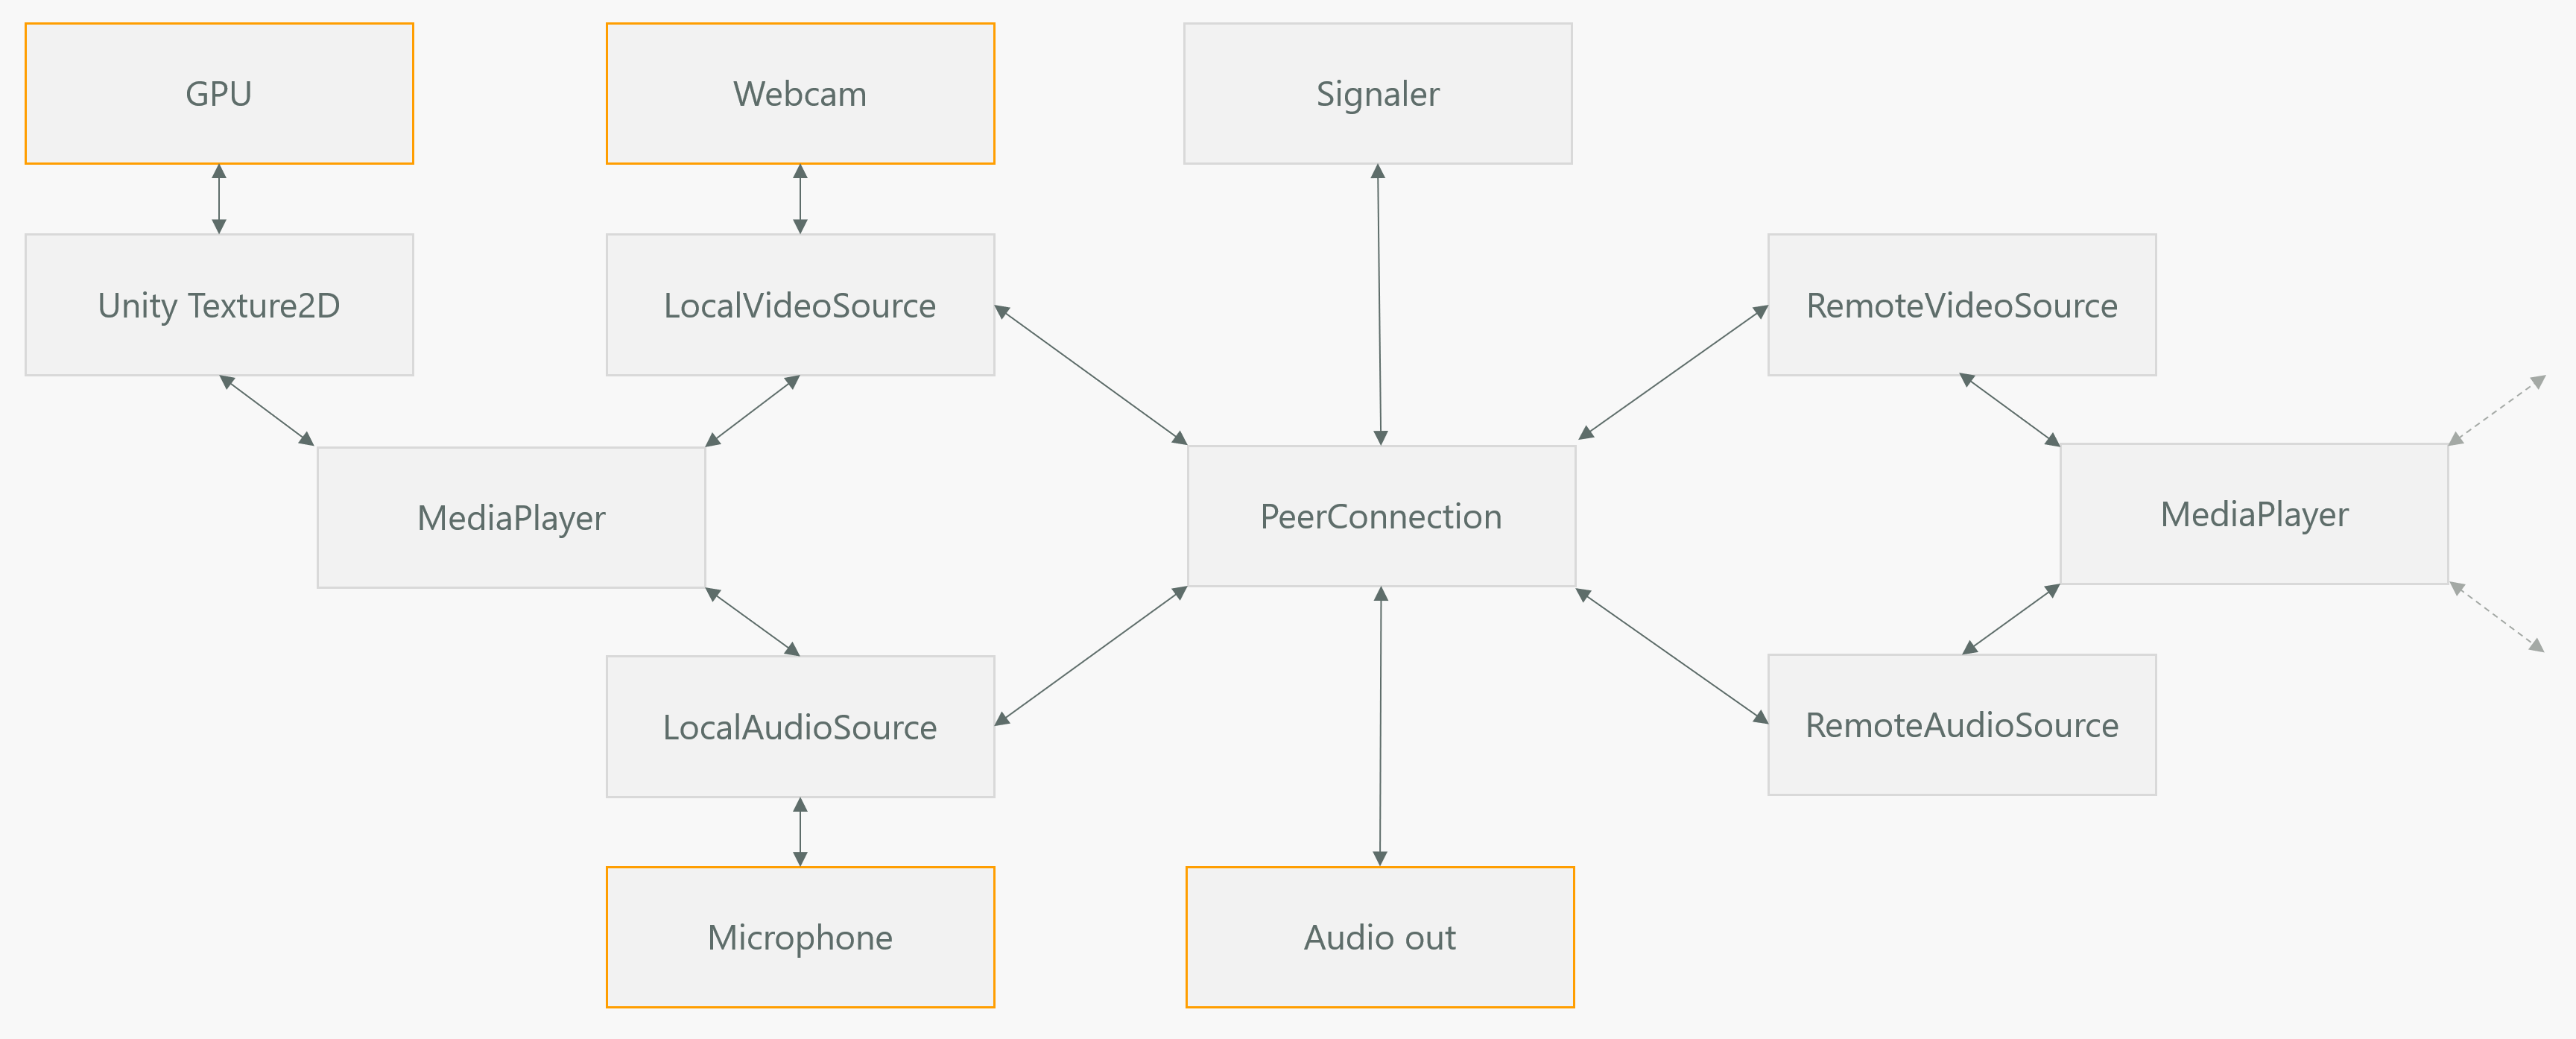 GPU
Webcam
Signaler
Unity Texture2D
LocalVideoSource
RemoteVideoSource
MediaPlayer
PeerConnection
MediaPlayer
LocalAudioSource
RemoteAudioSource
Microphone
Audio out